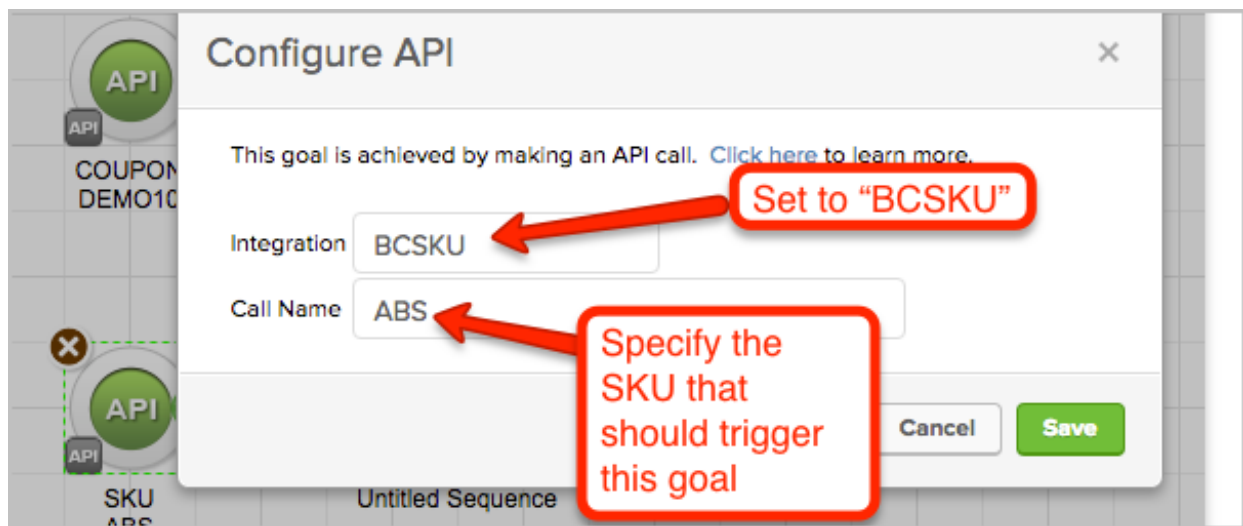 Configure API
×
API
API
COUPON
DEMO10
This goal is achieved by making an API call. Click here to learn more.
Set to “BCSKU”
Integration
BCSKU
Call Name
ABS
Specify the
SKU that
should trigger
this goal
API
API
Cancel
Save
SKU
ABS
Untitled Sequence